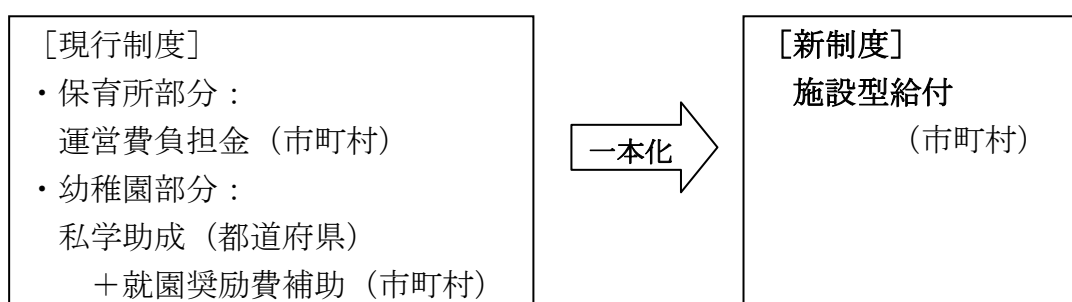 ［現行制度］
・保育所部分：
運営費負担金（市町村）
・幼稚園部分：
私学助成（都道府県）
＋就園奨励費補助（市町村）
一本化
［新制度］
施設型給付
（市町村）